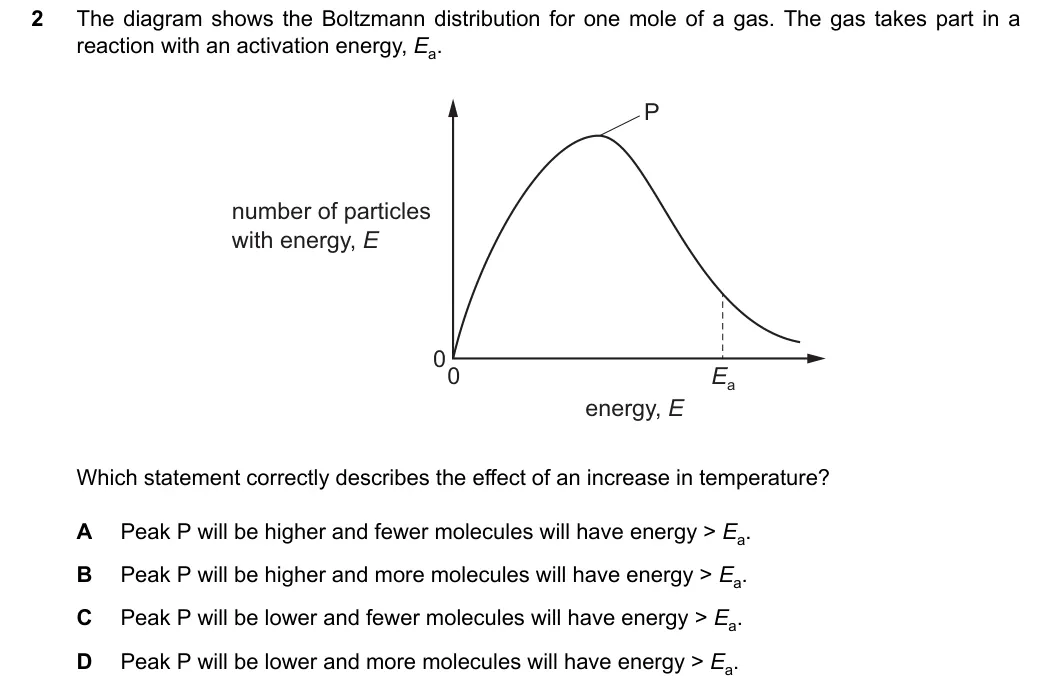 2 The diagram shows the Boltzmann distribution for one mole of a gas. The gas takes part in a
reaction with an activation energy, Eₐ.
P
number of particles
with energy, E
0
0
Eₐ
energy, E
Which statement correctly describes the effect of an increase in temperature?
A Peak P will be higher and fewer molecules will have energy > Eₐ.
B Peak P will be higher and more molecules will have energy > Eₐ.
C Peak P will be lower and fewer molecules will have energy > Eₐ.
D Peak P will be lower and more molecules will have energy > Eₐ.